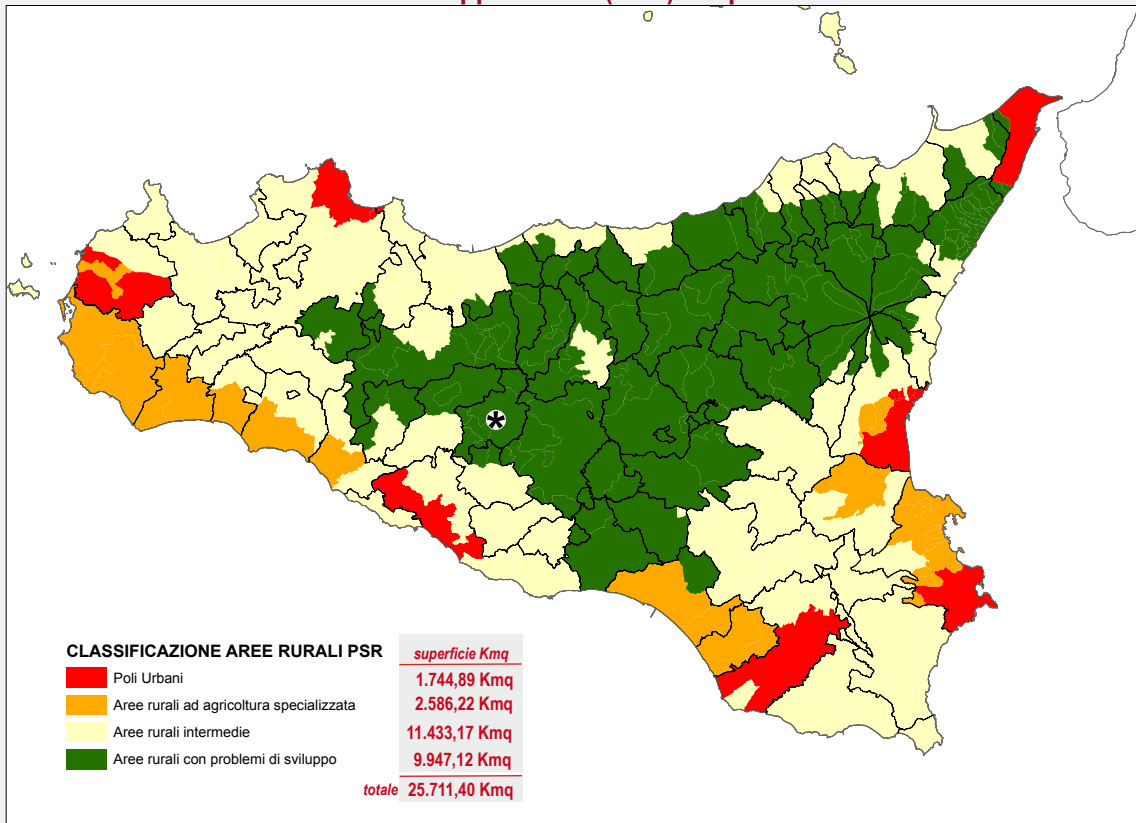 CLASSIFICAZIONE AREE RURALI PSR superficie Kmq
Poli Urbani 1.744,89 Kmq
Aree rurali ad agricoltura specializzata 2.586,22 Kmq
Aree rurali intermedie 11.433,17 Kmq
Aree rurali con problemi di sviluppo 9.947,12 Kmq
totale 25.711,40 Kmq